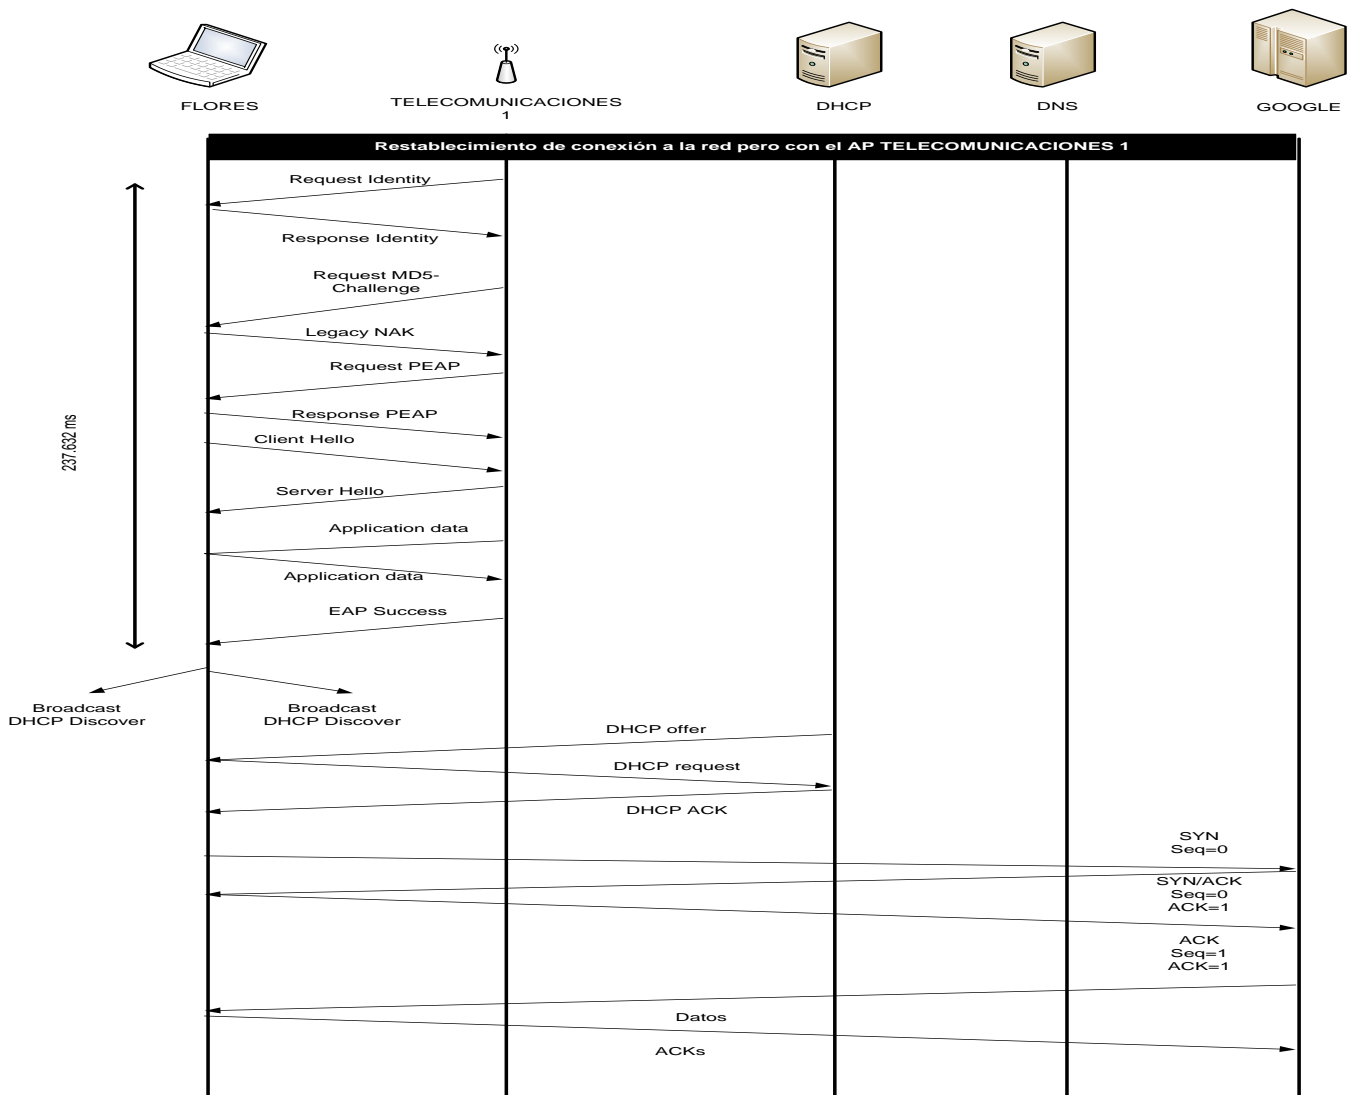 FLORES
TELECOMUNICACIONES
1
DHCP
DNS
GOOGLE
Restablecimiento de conexión a la red pero con el AP TELECOMUNICACIONES 1
Request Identity
Response Identity
Request MD5-
Challenge
Legacy NAK
Request PEAP
Response PEAP
Client Hello
237.632 ms
Server Hello
Application data
Application data
EAP Success
Broadcast
DHCP Discover
Broadcast
DHCP Discover
DHCP offer
DHCP request
DHCP ACK
SYN
Seq=0
SYN/ACK
Seq=0
ACK=1
ACK
Seq=1
ACK=1
Datos
ACKs